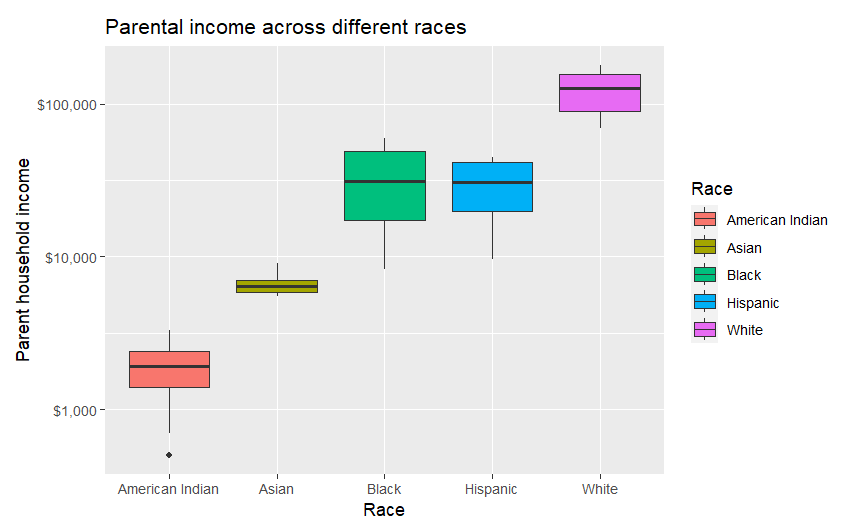 Parental income across different races
Parent household income
$100,000
$10,000
$1,000
American Indian
Asian
Black
Hispanic
White
Race
Race
American Indian
Asian
Black
Hispanic
White